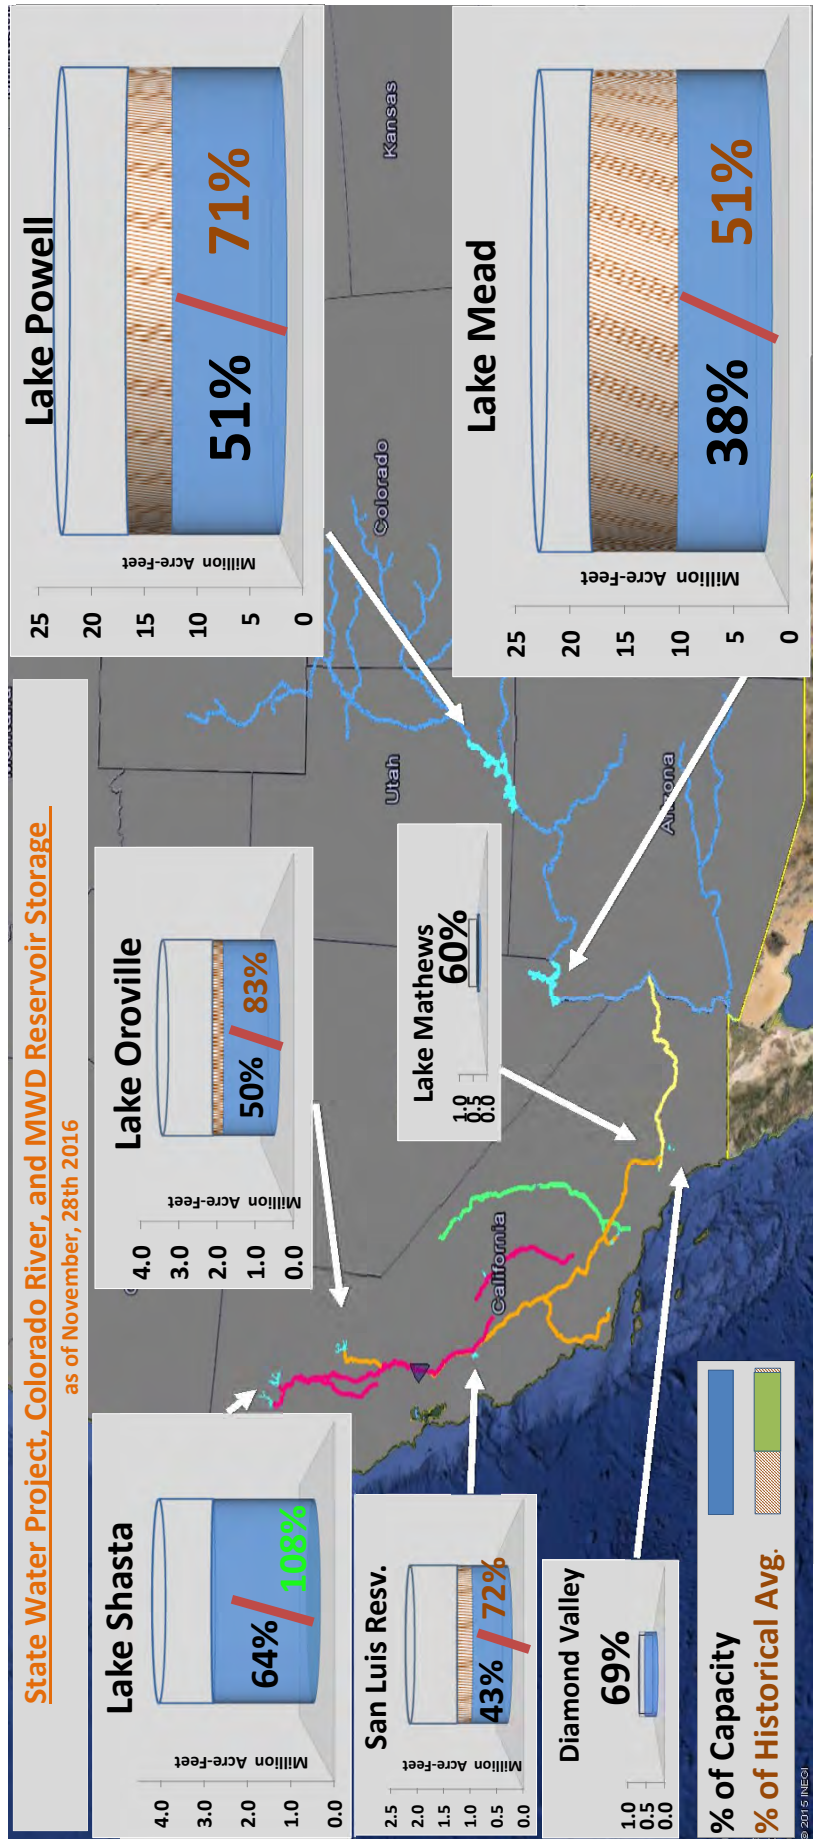 State Water Project, Colorado River, and MWD Reservoir Storage
as of November, 28th 2016
Lake Shasta
4.0
3.0
2.0
1.0
0.0
Million Acre-Feet
64%
108%
Lake Oroville
4.0
3.0
2.0
1.0
0.0
Million Acre-Feet
50%
83%
Lake Powell
25
20
15
10
5
0
Million Acre-Feet
51%
71%
San Luis Resv.
2.5
2.0
1.5
1.0
0.5
0.0
Million Acre-Feet
43%
72%
Lake Mathews
1.0
0.5
0.0
60%
Lake Mead
25
20
15
10
5
0
Million Acre-Feet
38%
51%
Diamond Valley
1.0
0.5
0.0
69%
California
Utah
Colorado
Kansas
Arizona
% of Capacity
% of Historical Avg.
© 2015 INEGI